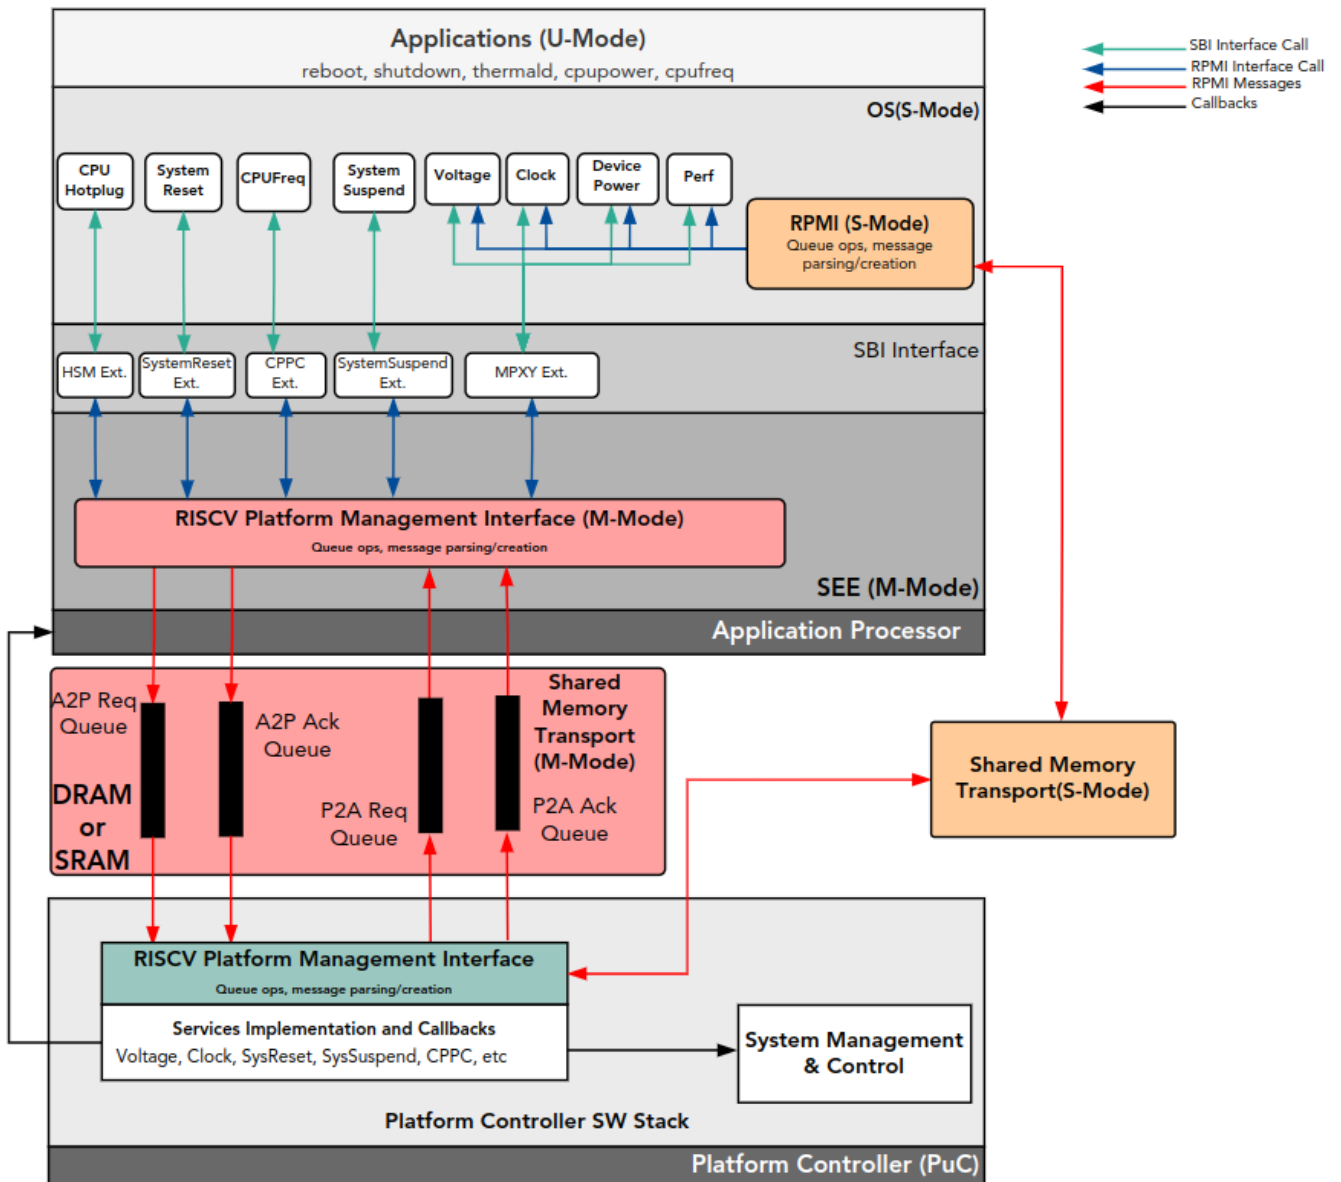 Applications (U-Mode)
reboot, shutdown, thermald, cpupower, cpufreq
SBI Interface Call
RPMI Interface Call
RPMI Messages
Callbacks
OS(S-Mode)
CPU
Hotplug
System
Reset
CPUFreq
System
Suspend
Voltage
Clock
Device
Power
Perf
RPMI (S-Mode)
Queue ops, message
parsing/creation
SBI Interface
HSM Ext.
SystemReset
Ext.
CPPC
Ext.
SystemSuspend
Ext.
MPXY Ext.
RISCV Platform Management Interface (M-Mode)
Queue ops, message parsing/creation
SEE (M-Mode)
Application Processor
A2P Req
Queue
A2P Ack
Queue
Shared
Memory
Transport
(M-Mode)
DRAM
or
SRAM
P2A Req
Queue
P2A Ack
Queue
Shared Memory
Transport(S-Mode)
RISCV Platform Management Interface
Queue ops, message parsing/creation
Services Implementation and Callbacks
Voltage, Clock, SysReset, SysSuspend, CPPC, etc
System Management
& Control
Platform Controller SW Stack
Platform Controller (PuC)